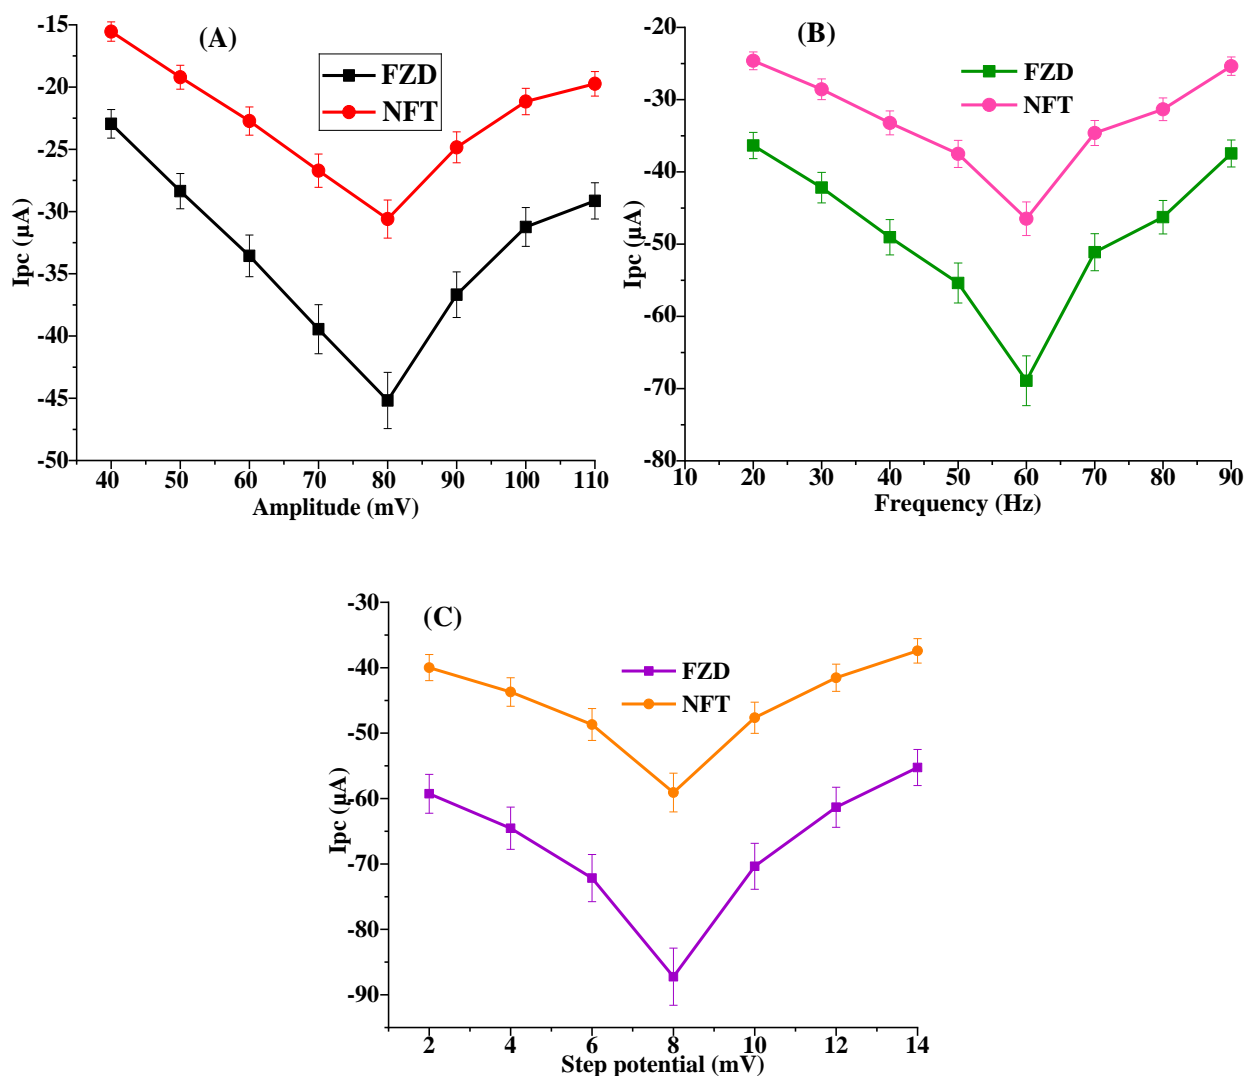 (A)
FZD
NFT
-15
-20
-25
-30
-35
-40
-45
-50
Ipc (µA)
40 50 60 70 80 90 100 110
Amplitude (mV)
(B)
FZD
NFT
-20
-30
-40
-50
-60
-70
-80
Ipc (µA)
10 20 30 40 50 60 70 80 90
Frequency (Hz)
(C)
FZD
NFT
-30
-40
-50
-60
-70
-80
-90
Ipc (µA)
2 4 6 8 10 12 14
Step potential (mV)